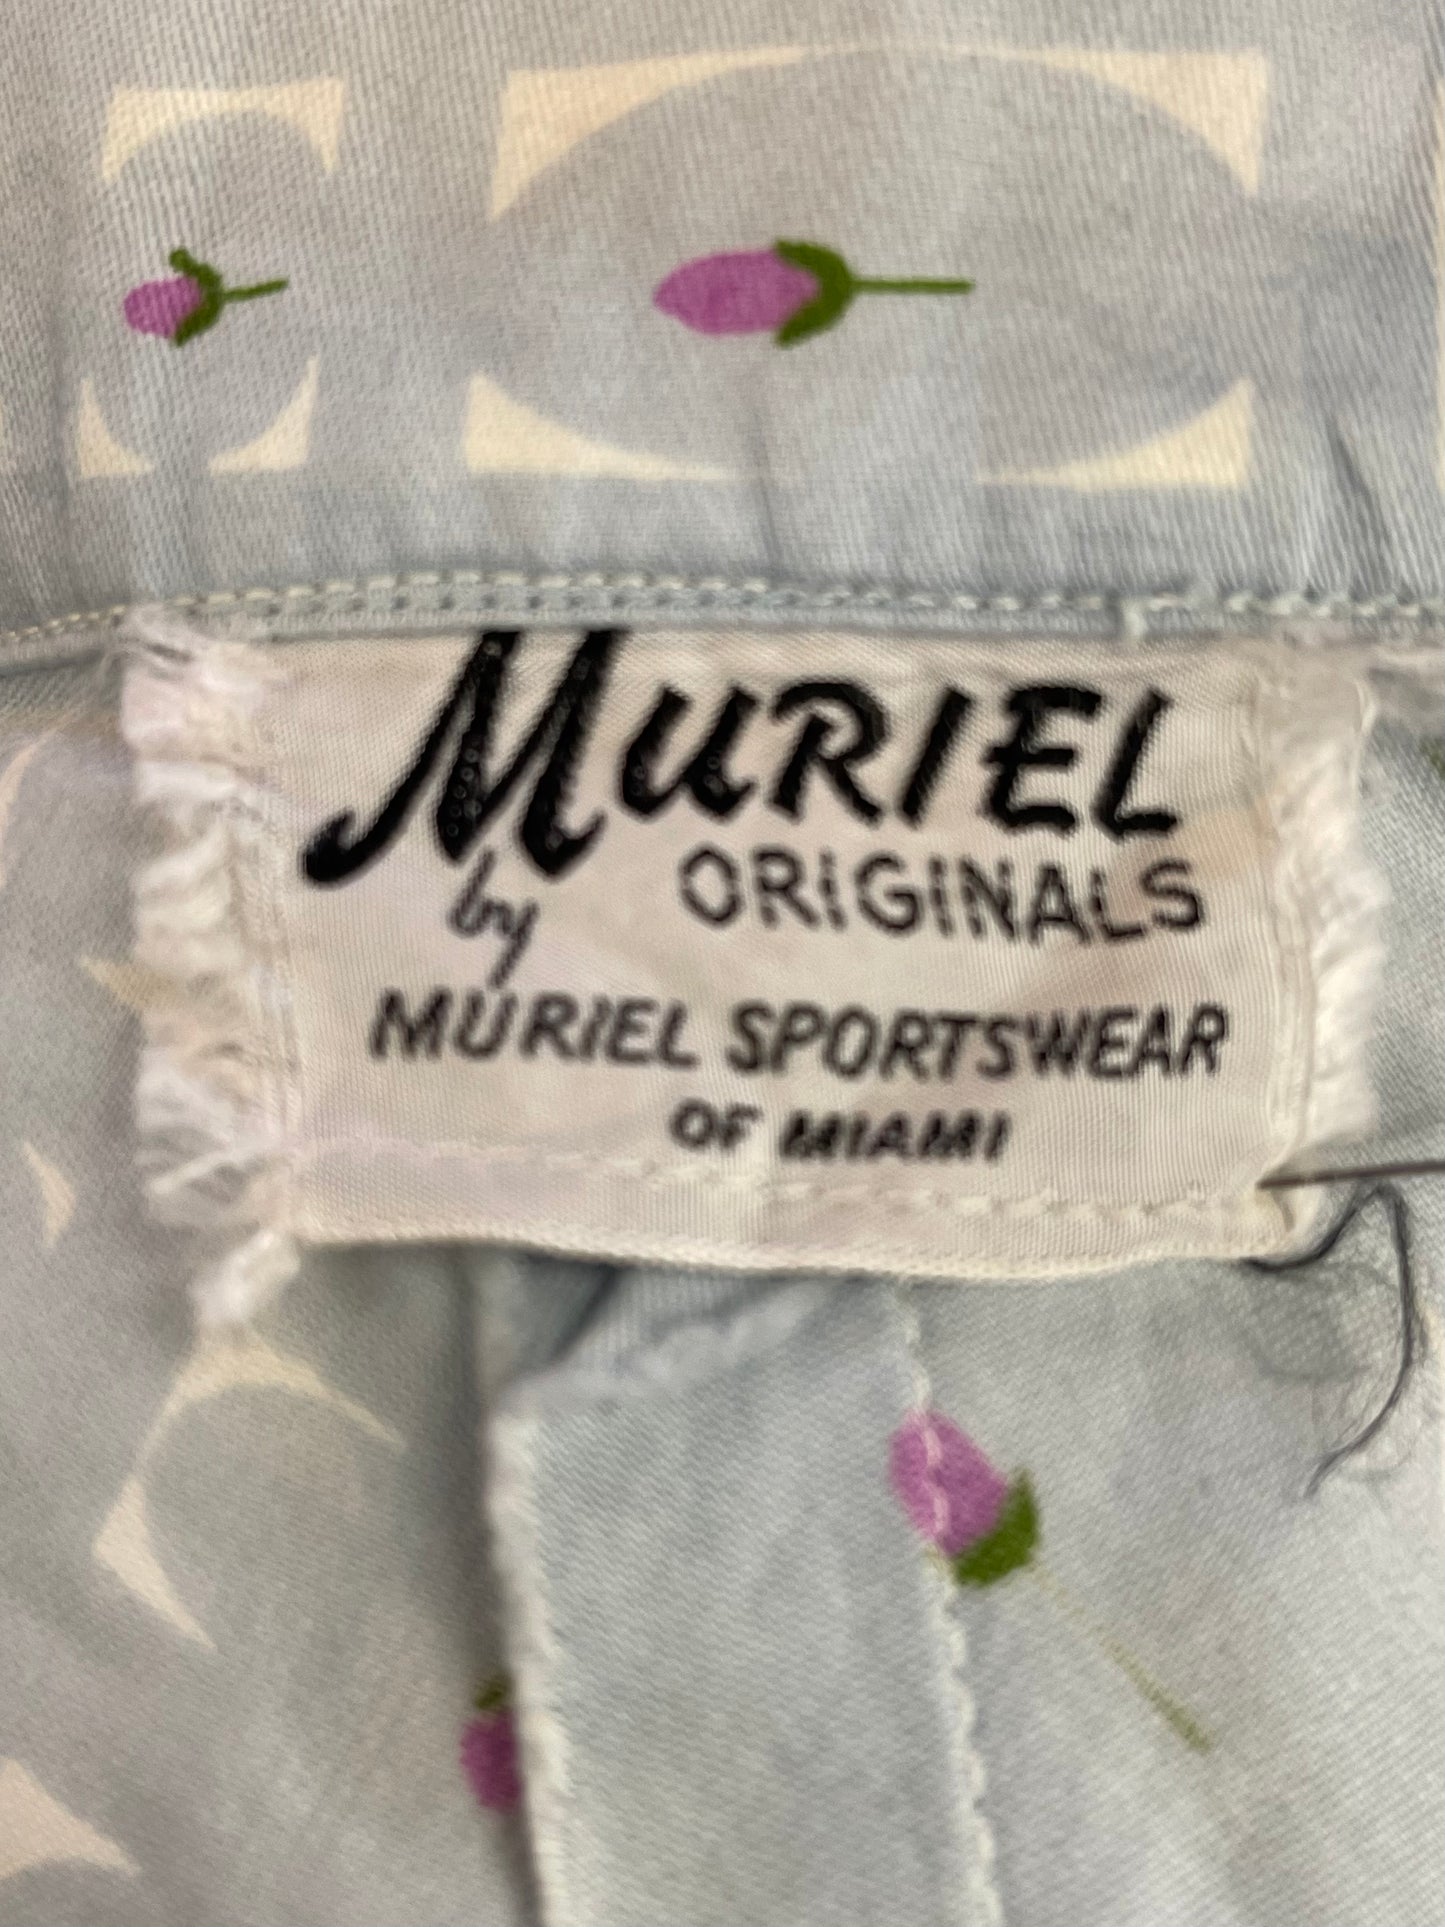 MURIEL
by ORIGINALS
MURIEL SPORTSWEAR
OF MIAMI